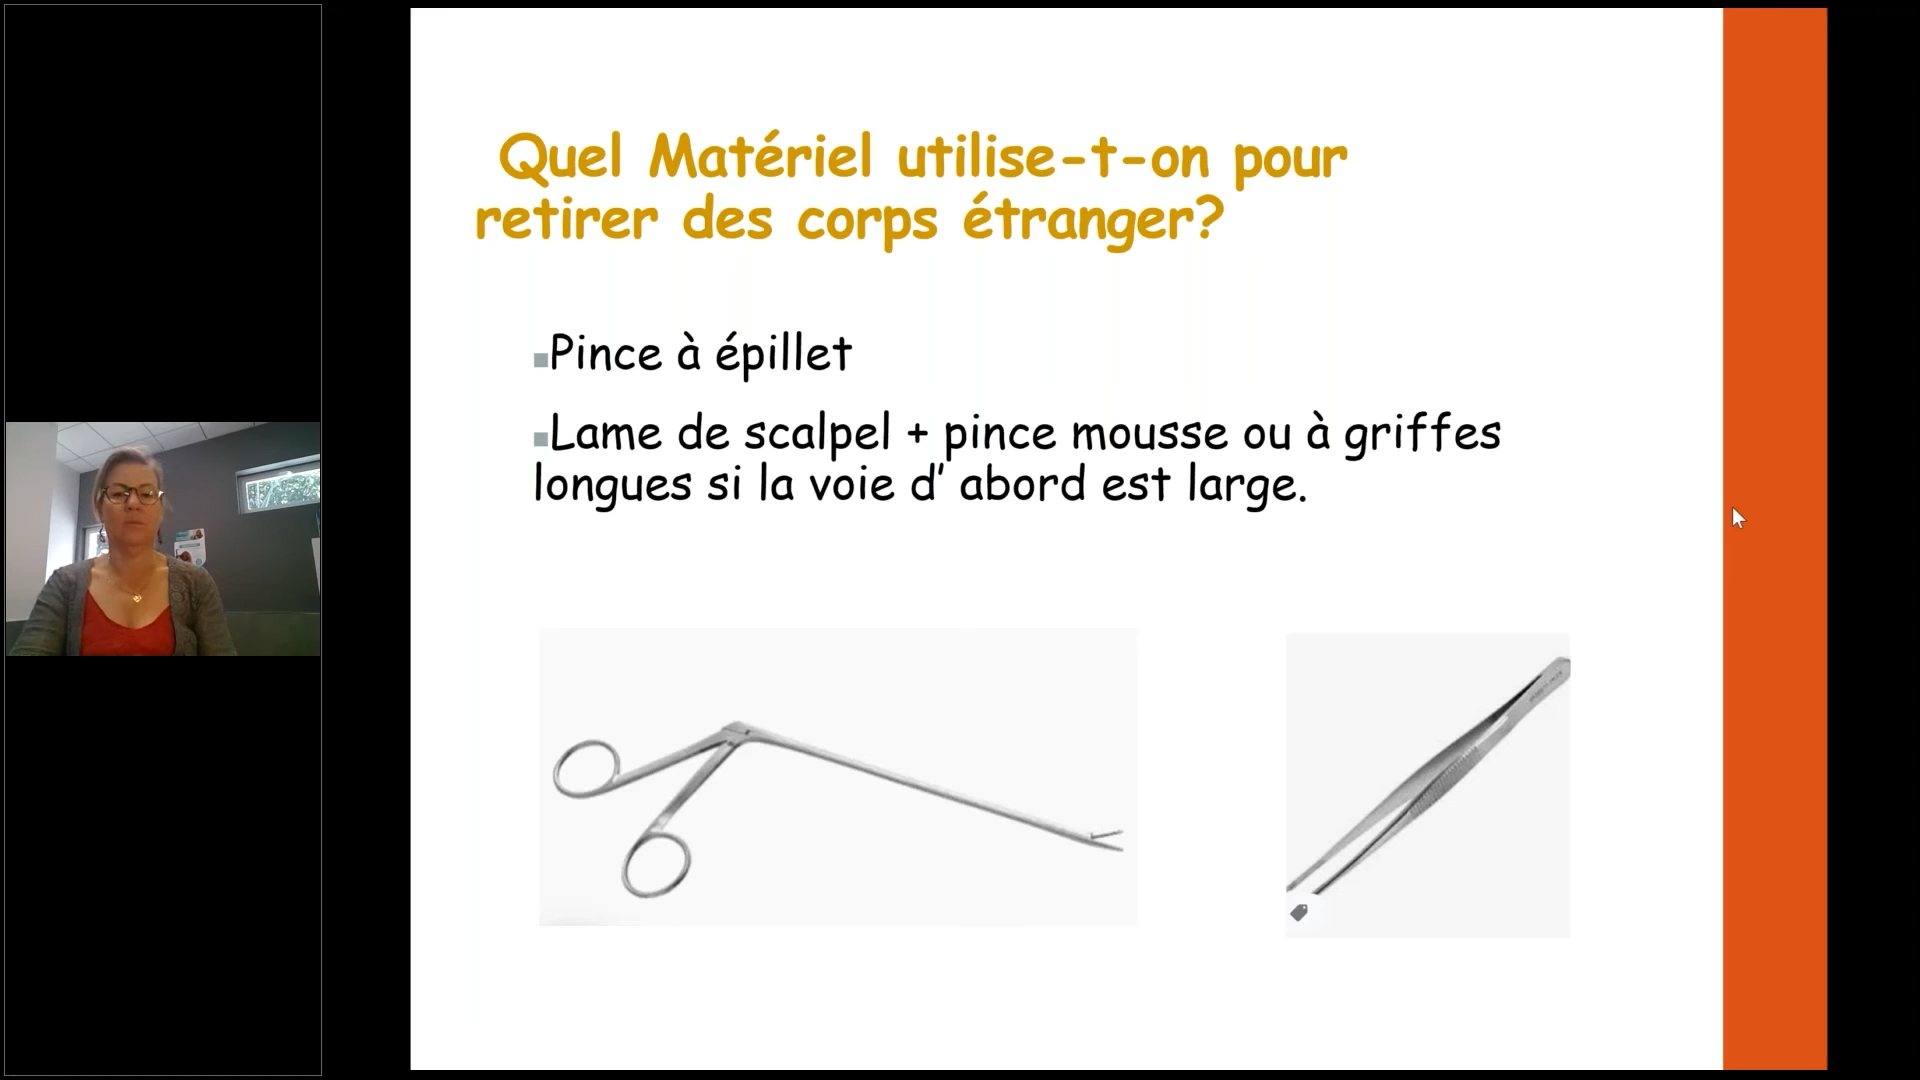 Quel Matériel utilise-t-on pour
retirer des corps étranger?
Pince à épillet
Lame de scalpel + pince mousse ou à griffes
longues si la voie d’ abord est large.